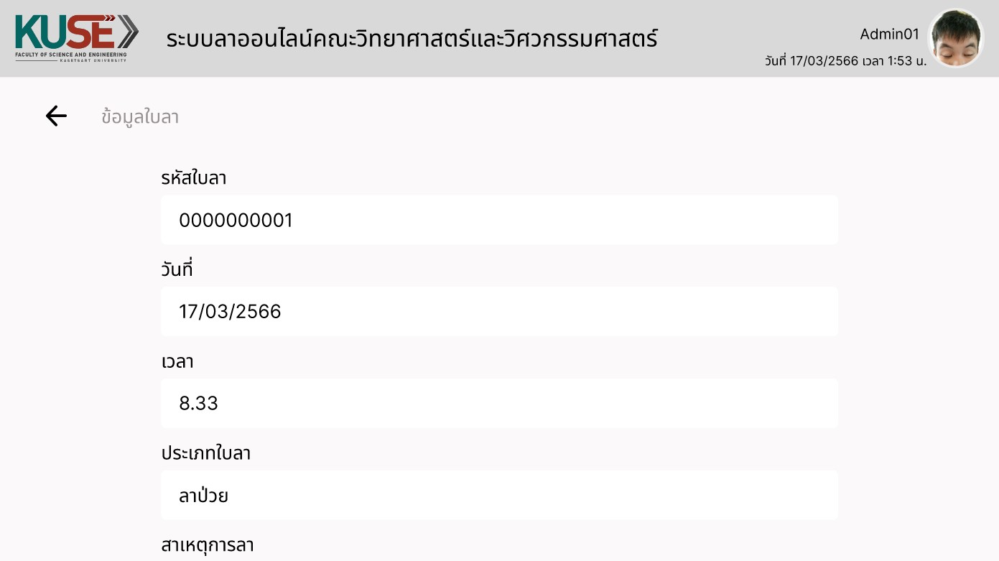 KUSE
FACULTY OF SCIENCE AND ENGINEERING
KASETSART UNIVERSITY
ระบบลาออนไลน์คณะวิทยาศาสตร์และวิศวกรรมศาสตร์
Admin01
วันที่ 17/03/2566 เวลา 1:53 น.
ข้อมูลใบลา
รหัสใบลา
0000000001
วันที่
17/03/2566
เวลา
8.33
ประเภทใบลา
ลาป่วย
สาเหตุการลา